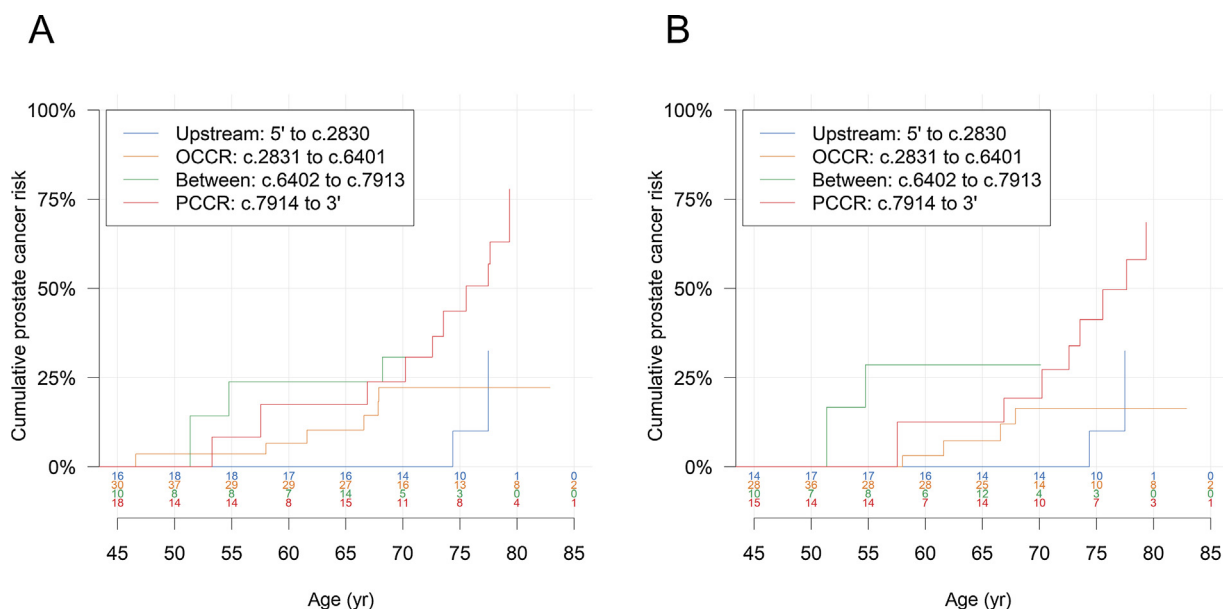 A
Cumulative prostate cancer risk
100%
75%
50%
25%
0%
Upstream: 5' to c.2830
OCCR: c.2831 to c.6401
Between: c.6402 to c.7913
PCCR: c.7914 to 3'
16 18 18 17 16 14 10 1 0
30 37 29 29 27 16 13 8 2
10 8 8 7 14 5 3 0 0
18 14 14 8 15 11 8 4 1
45 50 55 60 65 70 75 80 85
Age (yr)
B
Cumulative prostate cancer risk
100%
75%
50%
25%
0%
Upstream: 5' to c.2830
OCCR: c.2831 to c.6401
Between: c.6402 to c.7913
PCCR: c.7914 to 3'
14 17 17 16 14 14 10 1 0
28 36 28 28 25 14 10 8 2
10 7 8 6 12 4 3 0 0
15 14 14 7 14 10 7 3 1
45 50 55 60 65 70 75 80 85
Age (yr)